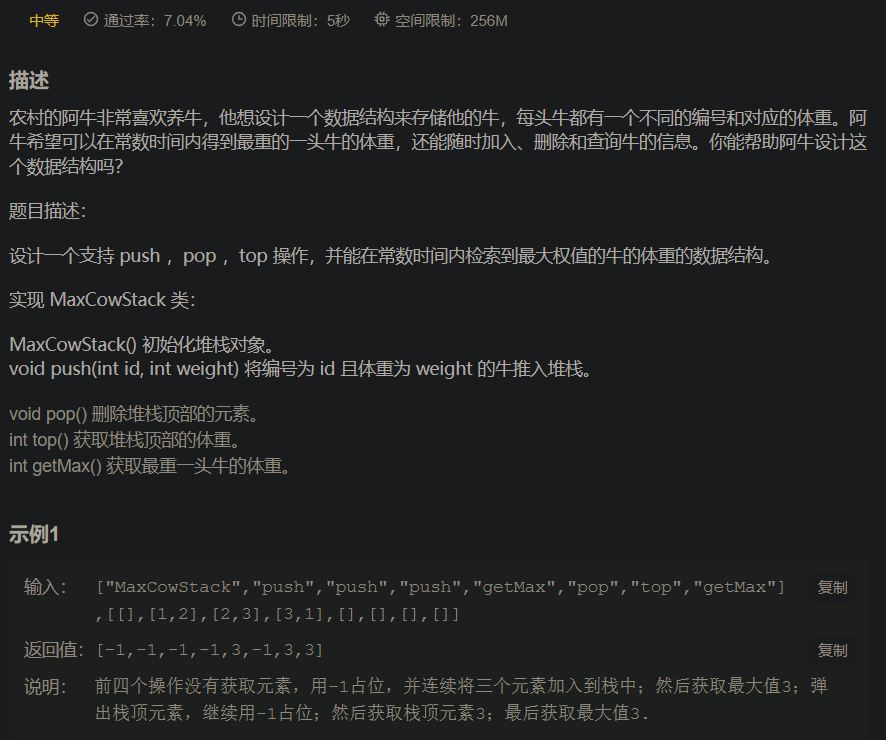 中等 通过率：7.04% 时间限制：5秒 空间限制：256M
描述
农村的阿牛非常喜欢养牛，他想设计一个数据结构来存储他的牛，每头牛都有一个不同的编号和对应的体重。阿
牛希望可以在常数时间内得到最重的一头牛的体重，还能随时加入、删除和查询牛的信息。你能帮助阿牛设计这
个数据结构吗？
题目描述：
设计一个支持 push ，pop ，top 操作，并能在常数时间内检索到最大权值的牛的体重的数据结构。
实现 MaxCowStack 类：
MaxCowStack() 初始化堆栈对象。
void push(int id, int weight) 将编号为 id 且体重为 weight 的牛推入堆栈。
void pop() 删除堆栈顶部的元素。
int top() 获取堆栈顶部的体重。
int getMax() 获取最重一头牛的体重。
示例1
输入： ["MaxCowStack","push","push","push","getMax","pop","top","getMax"] 复制
,[[],[1,2],[2,3],[3,1],[],[],[],[]]
返回值： [-1,-1,-1,-1,3,-1,3,3] 复制
说明： 前四个操作没有获取元素，用-1占位，并连续将三个元素加入到栈中；然后获取最大值3；弹
出栈顶元素，继续用-1占位；然后获取栈顶元素3；最后获取最大值3.